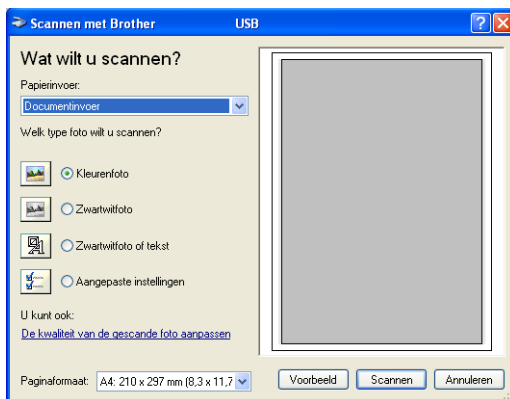 Scannen met Brother USB
Wat wilt u scannen?
Papierinvoer:
Documentinvoer
Welk type foto wilt u scannen?
Kleurenfoto
Zwartwitfoto
Zwartwitfoto of tekst
Aangepaste instellingen
U kunt ook:
De kwaliteit van de gescande foto aanpassen
Paginaformaat: A4: 210 x 297 mm (8,3 x 11,7
Voorbeeld Scannen Annuleren